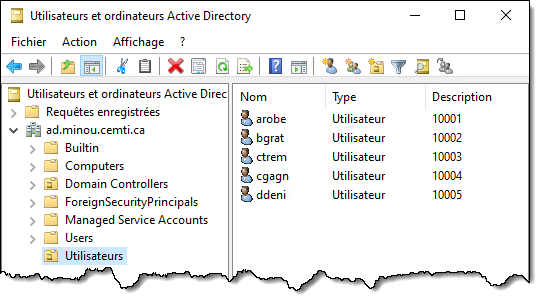 Utilisateurs et ordinateurs Active Directory
Fichier Action Affichage ?
Utilisateurs et ordinateurs Active Direc
Requêtes enregistrées
ad.minou.cemti.ca
Builtin
Computers
Domain Controllers
ForeignSecurityPrincipals
Managed Service Accounts
Users
Utilisateurs
Nom Type Description
arobe Utilisateur 10001
bgrat Utilisateur 10002
ctrem Utilisateur 10003
cgagn Utilisateur 10004
ddeni Utilisateur 10005